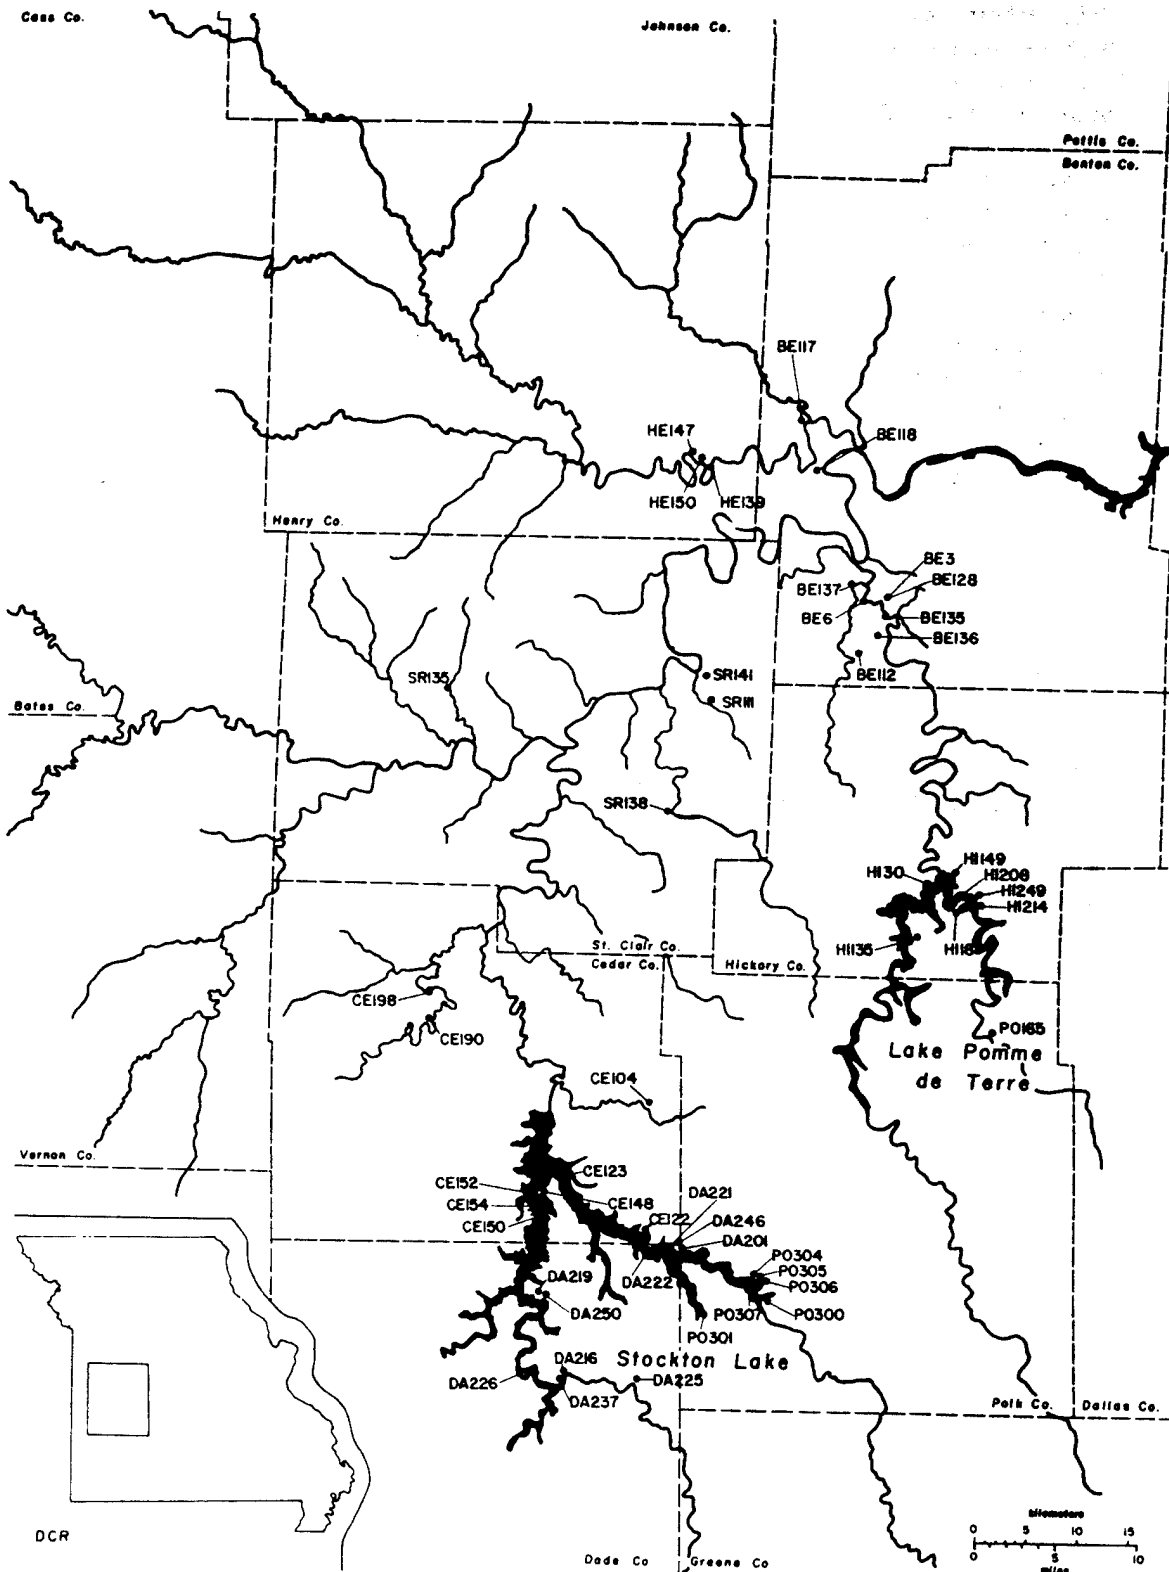 Cass Co.
Johnson Co.
Pettis Co.
Benton Co.
BE117
HE147
BE118
HE150
HE139
Henry Co.
BE3
BE137
BE128
BE6
BE135
BE136
BE112
SR135
SR141
SR111
Bates Co.
SR138
HI149
HI30
HI208
HI249
HI214
HI135
HI18
St. Clair Co.
Cedar Co.
Hickory Co.
CE198
CE190
PO165
Lake Pomme
de Terre
CE104
Vernon Co.
CE123
CE152
CE154
CE148
CE150
DA221
CE122
DA246
DA201
DA219
DA222
PO304
PO305
PO306
DA250
PO307
PO300
PO301
DA216
Stockton Lake
DA226
DA225
DA237
Polk Co.
Dallas Co.
kilometers
0 5 10 15
0 5 10
miles
DCR
Dade Co
Greene Co